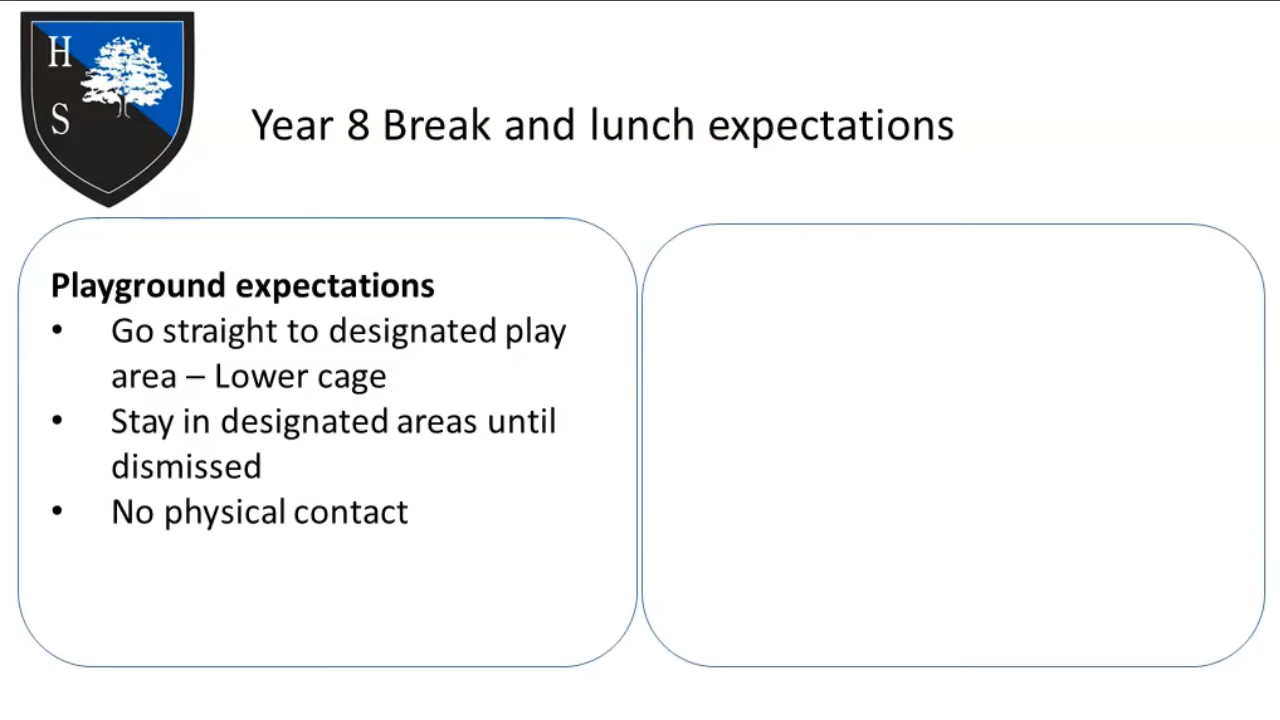 H
S
Year 8 Break and lunch expectations
Playground expectations
• Go straight to designated play
area – Lower cage
• Stay in designated areas until
dismissed
• No physical contact